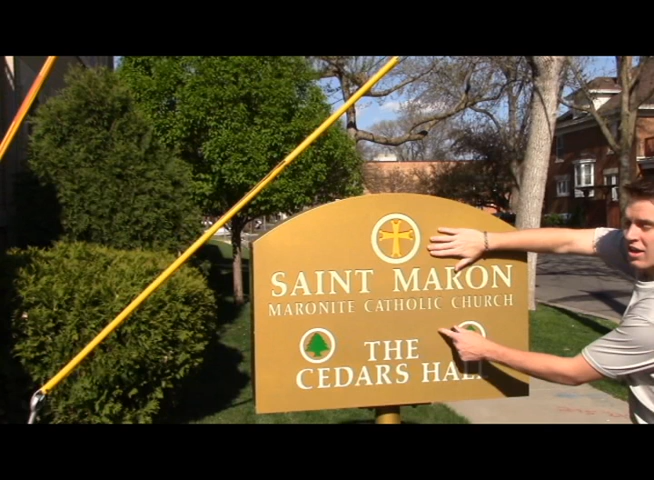 SAINT MARON
MARONITE CATHOLIC CHURCH
THE
CEDARS HALL